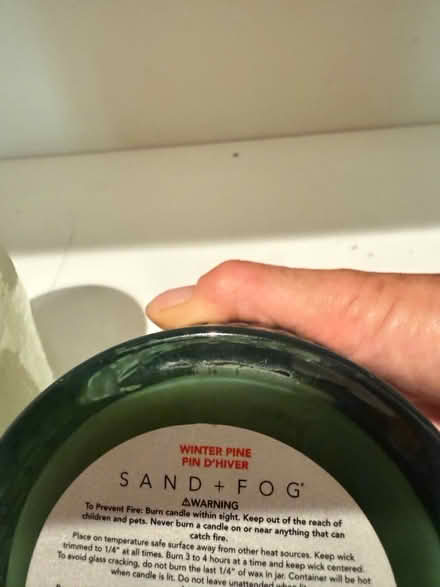 WINTER PINE
PIN D'HIVER
SAND + FOG®
⚠WARNING
To Prevent Fire: Burn candle within sight. Keep out of the reach of
children and pets. Never burn a candle on or near anything that can
catch fire.
Place on temperature safe surface away from other heat sources. Keep wick
trimmed to 1/4" at all times. Burn 3 to 4 hours at a time and keep wick centered.
To avoid glass cracking, do not burn the last 1/4" of wax in jar. Container will be hot
when candle is lit. Do not leave unattended when